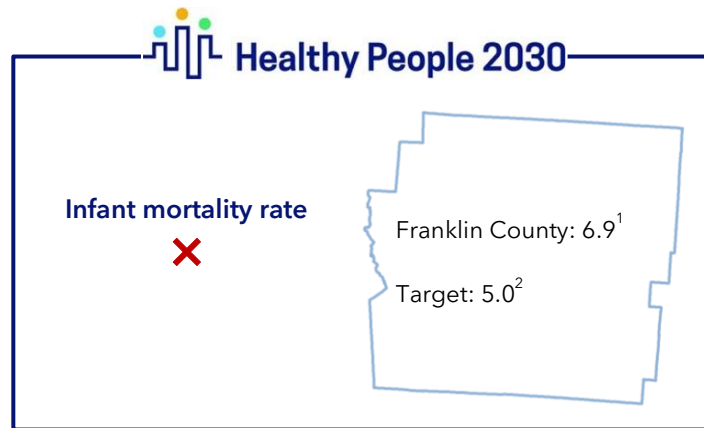 Healthy People 2030
Infant mortality rate
Franklin County: 6.9¹
Target: 5.0²